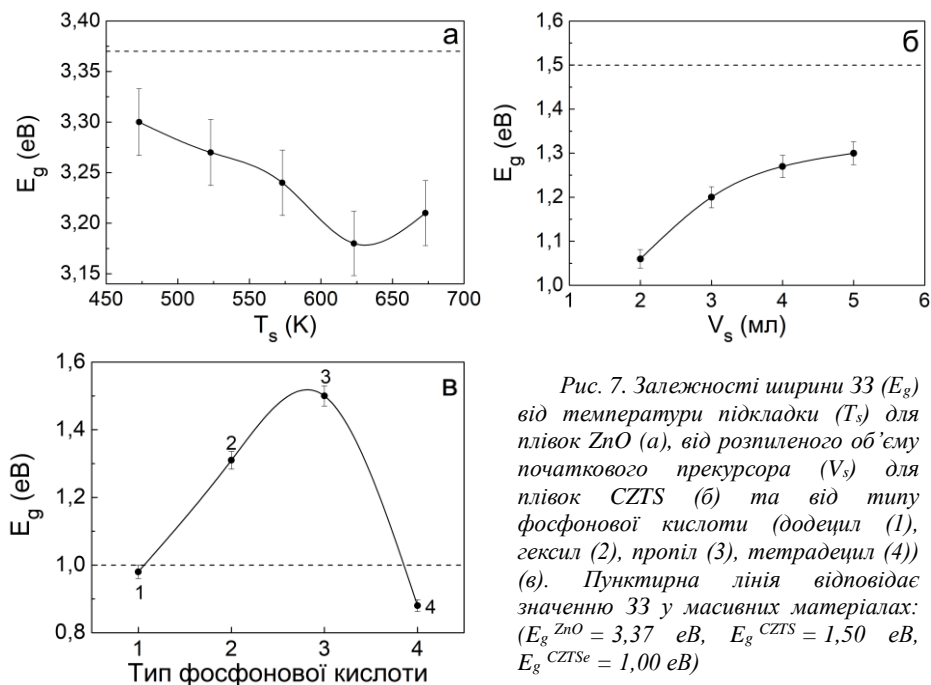 а
3,40
3,35
3,30
3,25
3,20
3,15
E_g (еВ)
450 500 550 600 650 700
T_s (К)
б
1,6
1,5
1,4
1,3
1,2
1,1
1,0
E_g (еВ)
1 2 3 4 5 6
V_s (мл)
в
1,6
1,4
1,2
1,0
0,8
E_g (еВ)
1
2
3
4
1 2 3 4
Тип фосфонової кислоти
Рис. 7. Залежності ширини ЗЗ (E_g)
від температури підкладки (T_s) для
плівок ZnO (а), від розпиленого об’єму
початкового прекурсора (V_s) для
плівок CZTS (б) та від типу
фосфонової кислоти (додецил (1),
гексил (2), пропіл (3), тетрадецил (4))
(в). Пунктирна лінія відповідає
значенню ЗЗ у масивних матеріалах:
(E_g ^ZnO = 3,37 еВ, E_g ^CZTS = 1,50 еВ,
E_g ^CZTSe = 1,00 еВ)